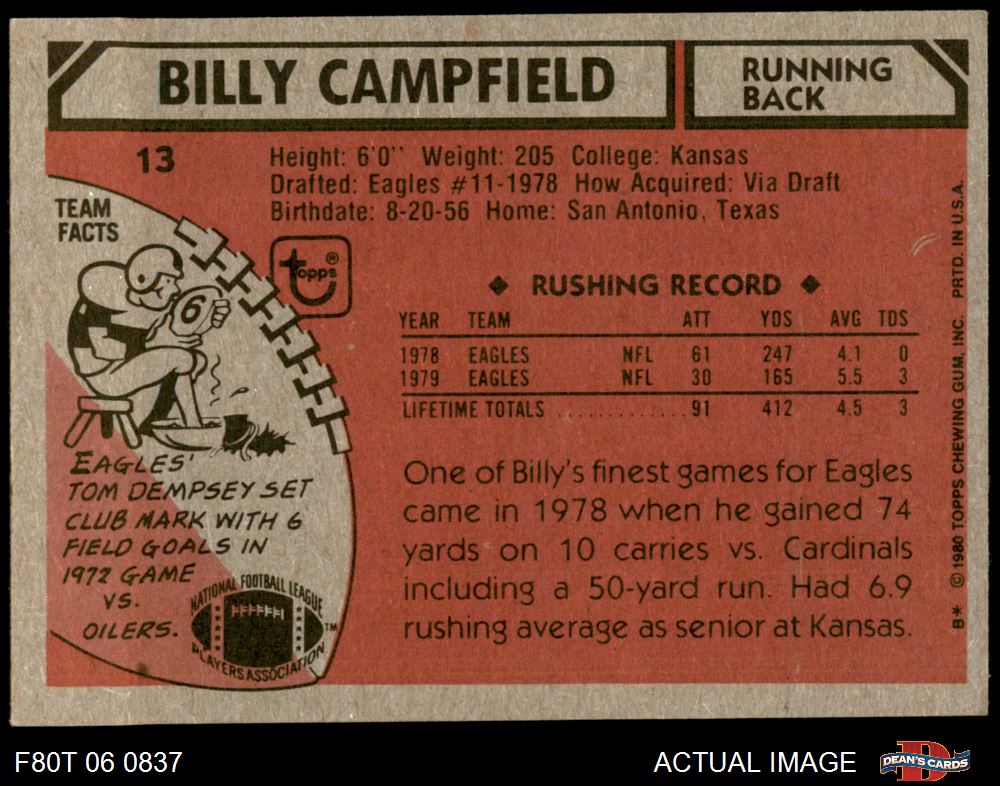 BILLY CAMPFIELD
RUNNING
BACK
13
Height: 6'0'' Weight: 205 College: Kansas
Drafted: Eagles #11-1978 How Acquired: Via Draft
Birthdate: 8-20-56 Home: San Antonio, Texas
TEAM
FACTS
topps®
6
◆ RUSHING RECORD ◆
YEAR TEAM ATT YDS AVG TDS
1978 EAGLES NFL 61 247 4.1 0
1979 EAGLES NFL 30 165 5.5 3
LIFETIME TOTALS ............. 91 412 4.5 3
EAGLES'
TOM DEMPSEY SET
CLUB MARK WITH 6
FIELD GOALS IN
1972 GAME
VS.
OILERS.
NATIONAL FOOTBALL LEAGUE
PLAYERS ASSOCIATION
TM
One of Billy's finest games for Eagles
came in 1978 when he gained 74
yards on 10 carries vs. Cardinals
including a 50-yard run. Had 6.9
rushing average as senior at Kansas.
B* © 1980 TOPPS CHEWING GUM, INC. PRTD. IN U.S.A.
F80T 06 0837
ACTUAL IMAGE
D
DEAN'S CARDS